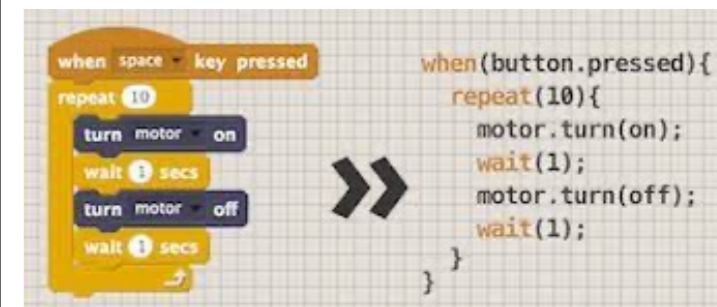 when space key pressed
repeat 10
turn motor on
wait 1 secs
turn motor off
wait 1 secs
when(button.pressed){
repeat(10){
motor.turn(on);
wait(1);
motor.turn(off);
wait(1);
}
}